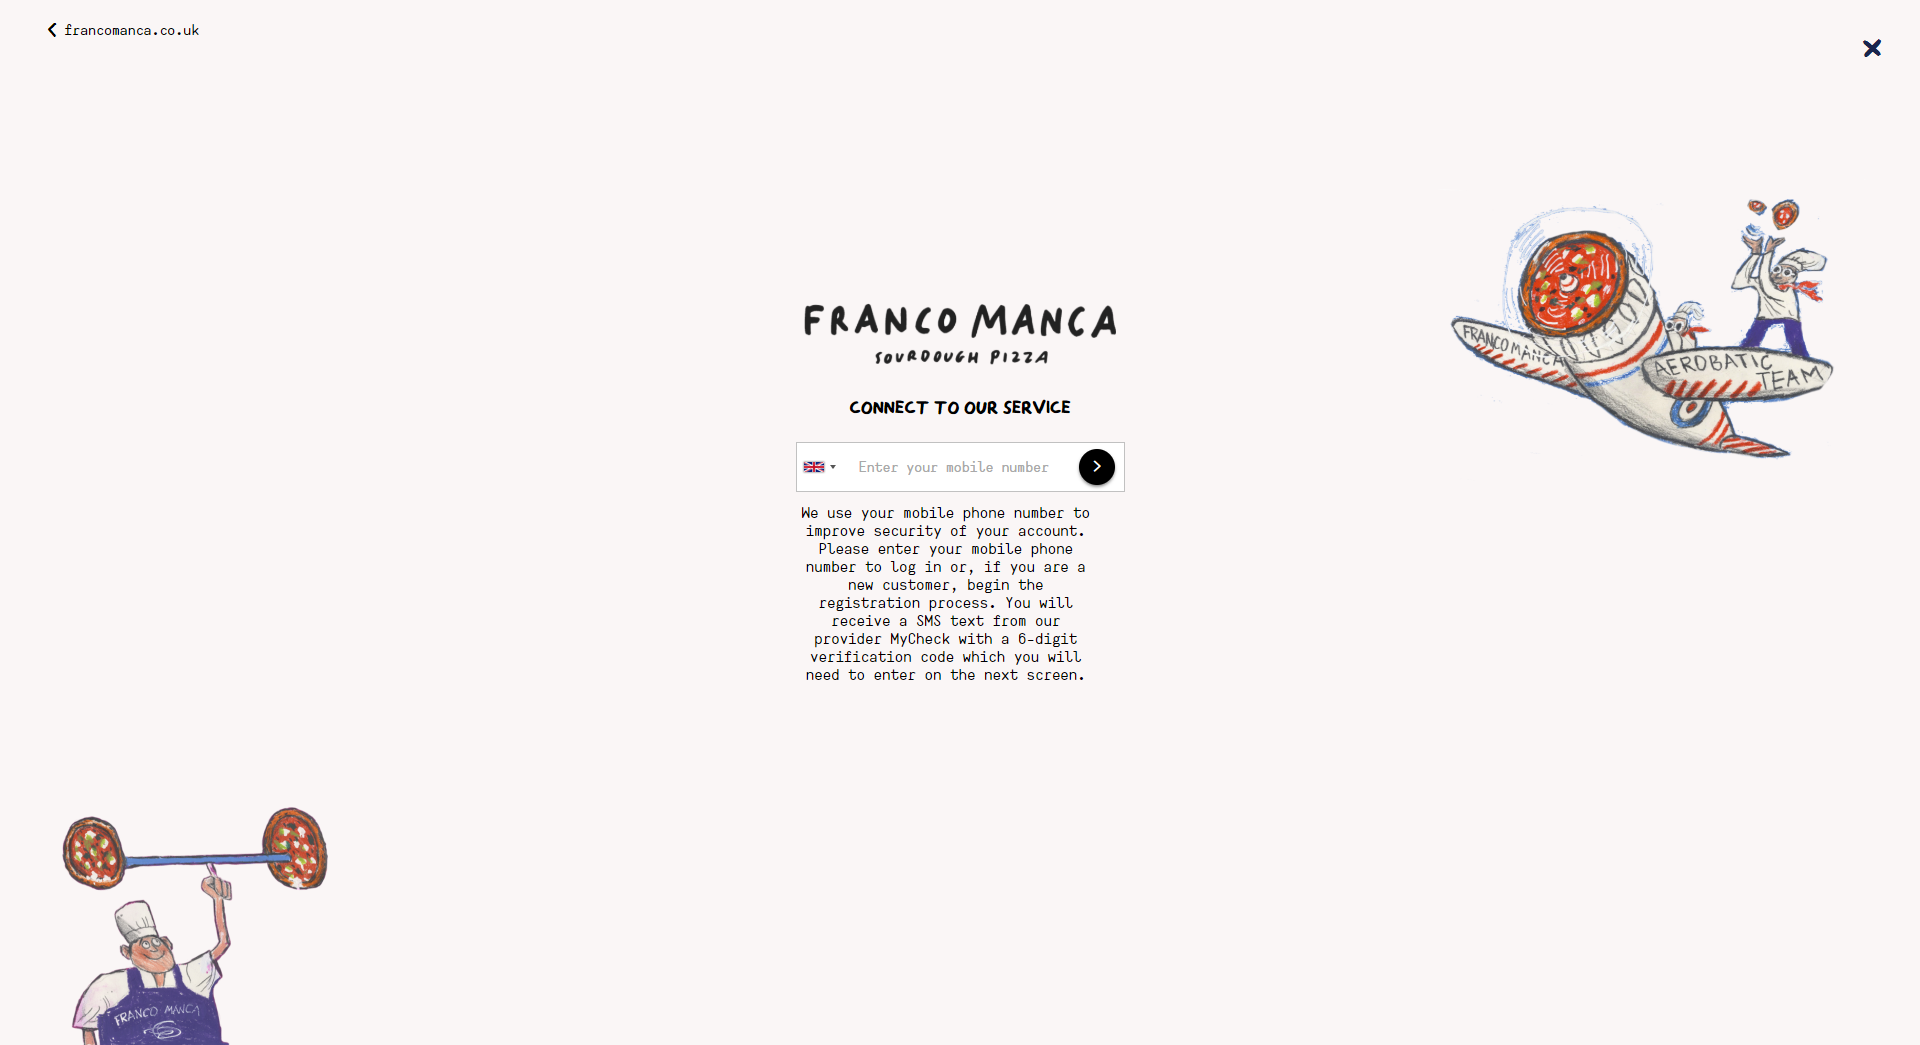 francomanca.co.uk
FRANCO MANCA
SOURDOUGH PIZZA
CONNECT TO OUR SERVICE
Enter your mobile number
We use your mobile phone number to
improve security of your account.
Please enter your mobile phone
number to log in or, if you are a
new customer, begin the
registration process. You will
receive a SMS text from our
provider MyCheck with a 6-digit
verification code which you will
need to enter on the next screen.
FRANCO MANCA
AEROBATIC
TEAM
FRANCO MANCA